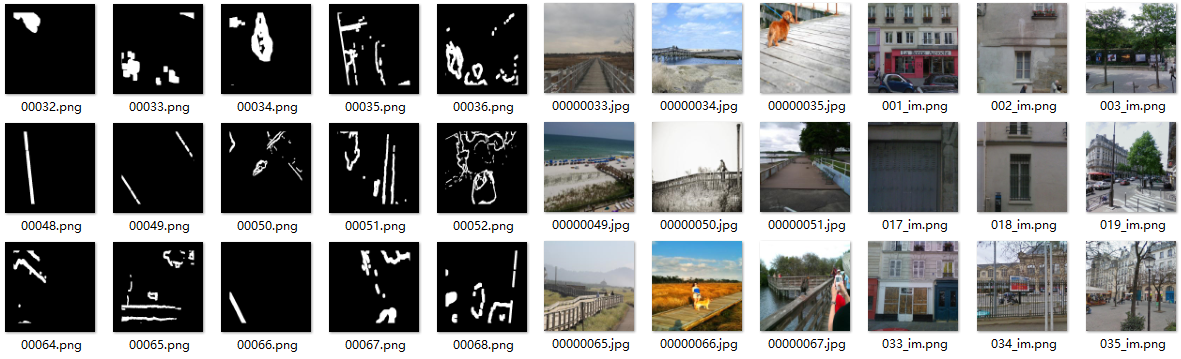 00032.png 00033.png 00034.png 00035.png 00036.png 00000033.jpg 00000034.jpg 00000035.jpg 001_im.png 002_im.png 003_im.png
00048.png 00049.png 00050.png 00051.png 00052.png 00000049.jpg 00000050.jpg 00000051.jpg 017_im.png 018_im.png 019_im.png
00064.png 00065.png 00066.png 00067.png 00068.png 00000065.jpg 00000066.jpg 00000067.jpg 033_im.png 034_im.png 035_im.png